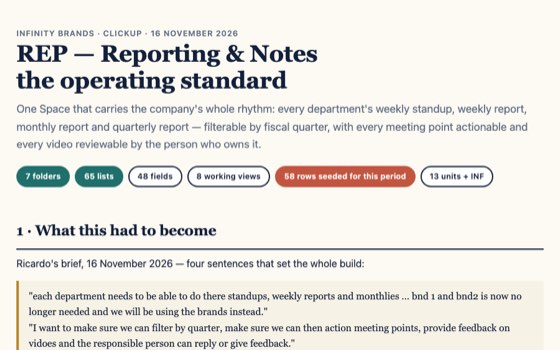 INFINITY BRANDS · CLICKUP · 16 NOVEMBER 2026
REP — Reporting & Notes
the operating standard
One Space that carries the company's whole rhythm: every department's weekly standup, weekly report,
monthly report and quarterly report — filterable by fiscal quarter, with every meeting point actionable and
every video reviewable by the person who owns it.
7 folders 65 lists 48 fields 8 working views 58 rows seeded for this period 13 units + INF
1 · What this had to become
Ricardo's brief, 16 November 2026 — four sentences that set the whole build:
"each department needs to be able to do there standups, weekly reports and monthlies ... bnd 1 and bnd2 is now no
longer needed and we will be using the brands instead."
"I want to make sure we can filter by quarter, make sure we can then action meeting points, provide feedback on
vidoes and the responsible person can reply or give feedback."